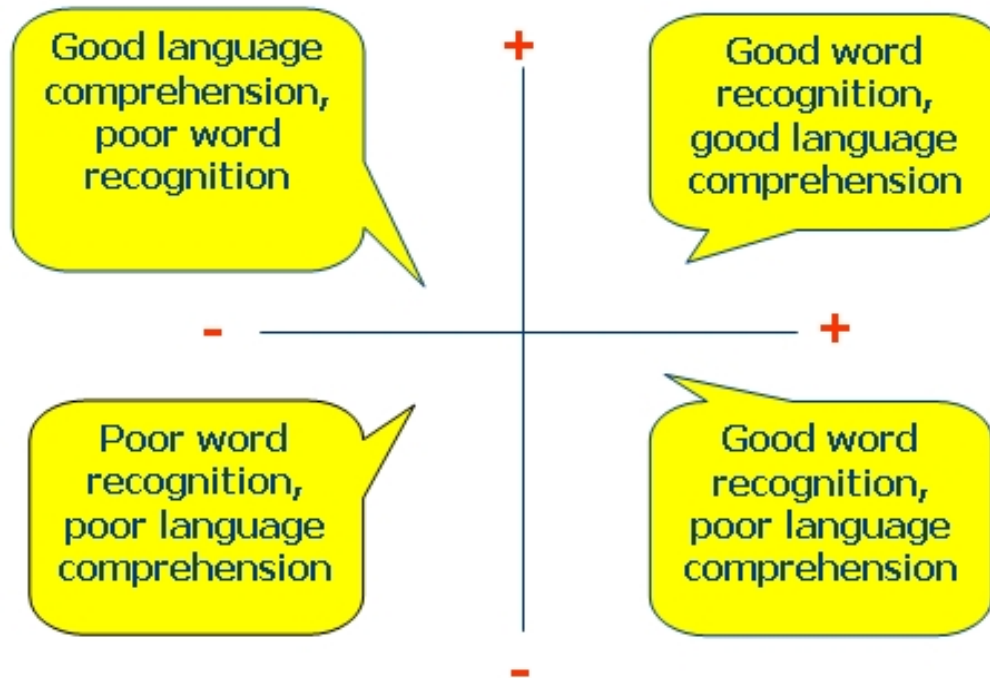 Good language
comprehension,
poor word
recognition
+
Good word
recognition,
good language
comprehension
-
+
Poor word
recognition,
poor language
comprehension
Good word
recognition,
poor language
comprehension
-